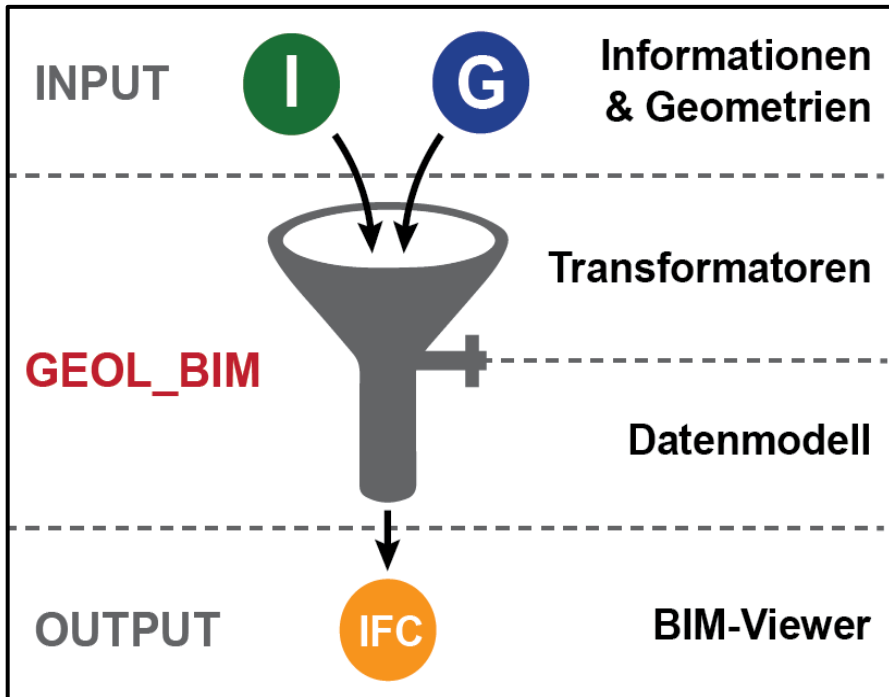 INPUT
I
G
Informationen
& Geometrien
Transformatoren
GEOL_BIM
Datenmodell
OUTPUT
IFC
BIM-Viewer